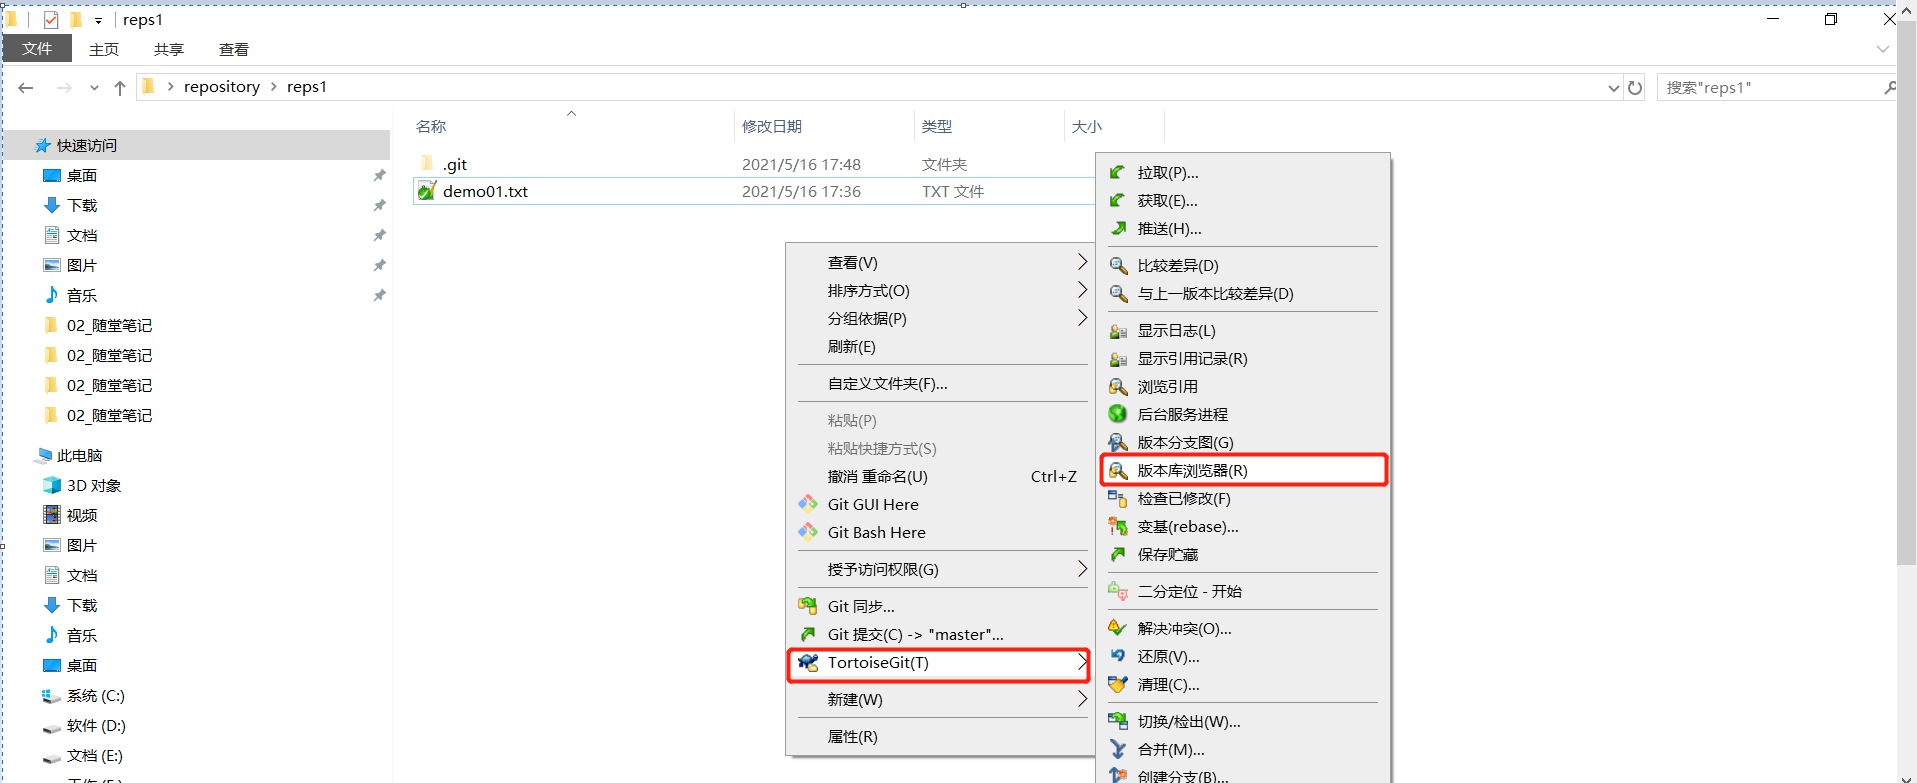 reps1
文件 主页 共享 查看
repository reps1 搜索"reps1"
名称 修改日期 类型 大小
快速访问
桌面
下载
文档
图片
音乐
02_随堂笔记
02_随堂笔记
02_随堂笔记
02_随堂笔记
此电脑
3D 对象
视频
图片
文档
下载
音乐
桌面
系统 (C:)
软件 (D:)
文档 (E:)
.git 2021/5/16 17:48 文件夹
demo01.txt 2021/5/16 17:36 TXT 文件
查看(V)
排序方式(O)
分组依据(P)
刷新(E)
自定义文件夹(F)...
粘贴(P)
粘贴快捷方式(S)
撤消 重命名(U) Ctrl+Z
Git GUI Here
Git Bash Here
授予访问权限(G)
Git 同步...
Git 提交(C) -> "master"...
TortoiseGit(T)
新建(W)
属性(R)
拉取(P)...
获取(E)...
推送(H)...
比较差异(D)
与上一版本比较差异(D)
显示日志(L)
显示引用记录(R)
浏览引用
后台服务进程
版本分支图(G)
版本库浏览器(R)
检查已修改(F)
变基(rebase)...
保存贮藏
二分定位 - 开始
解决冲突(O)...
还原(V)...
清理(C)...
切换/检出(W)...
合并(M)...
创建分支(B)...